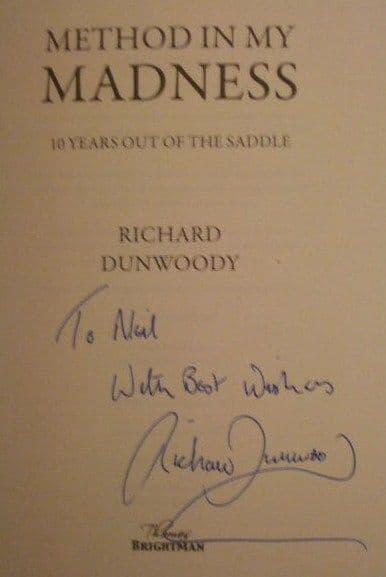 METHOD IN MY
MADNESS
10 YEARS OUT OF THE SADDLE
RICHARD
DUNWOODY
To Neil
With Best Wishes
Richard Dunwoody
Thomas
BRIGHTMAN